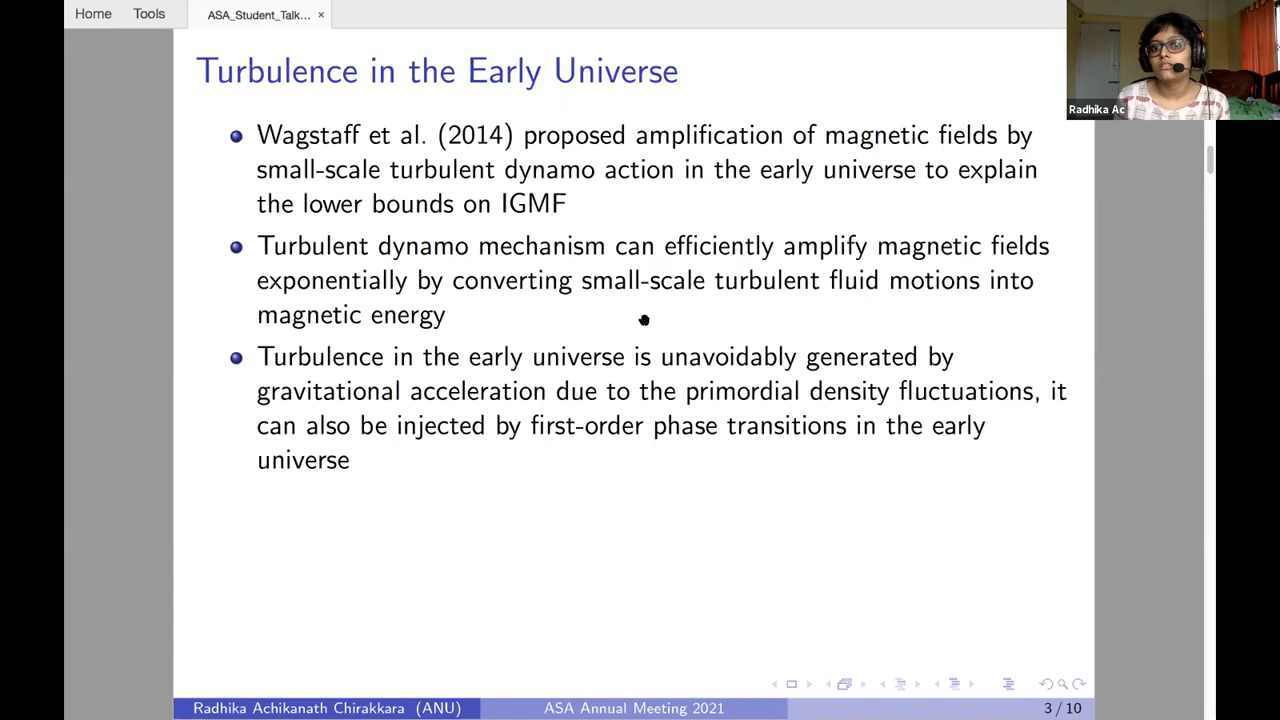 Home Tools ASA_Student_Talk... ×
Turbulence in the Early Universe
Wagstaff et al. (2014) proposed amplification of magnetic fields by
small-scale turbulent dynamo action in the early universe to explain
the lower bounds on IGMF
Turbulent dynamo mechanism can efficiently amplify magnetic fields
exponentially by converting small-scale turbulent fluid motions into
magnetic energy
Turbulence in the early universe is unavoidably generated by
gravitational acceleration due to the primordial density fluctuations, it
can also be injected by first-order phase transitions in the early
universe
Radhika Ac
Radhika Achikanath Chirakkara (ANU) ASA Annual Meeting 2021 3 / 10